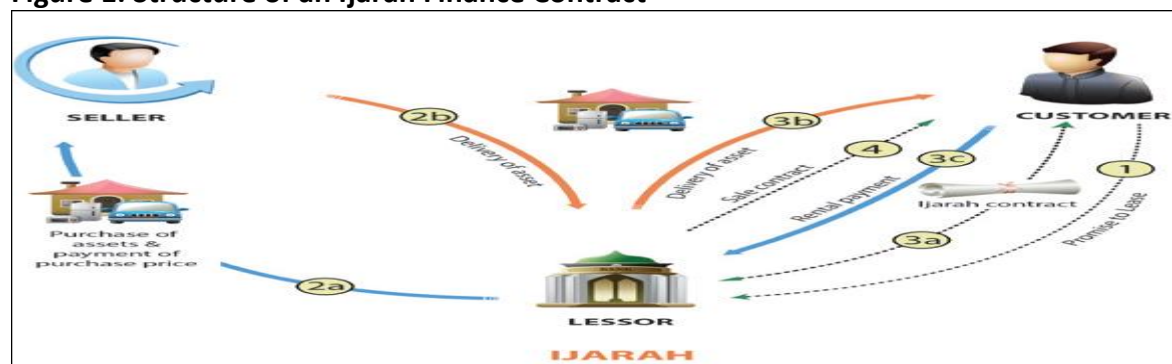 Figure 1: Structure of an Ijarah Finance Contract
SELLER
CUSTOMER
2b
Delivery of asset
3b
Delivery of asset
4
Sale contract
3c
Rental payment
1
Promise to Lease
Ijarah contract
3a
Purchase of
assets &
payment of
purchase price
2a
LESSOR
IJARAH